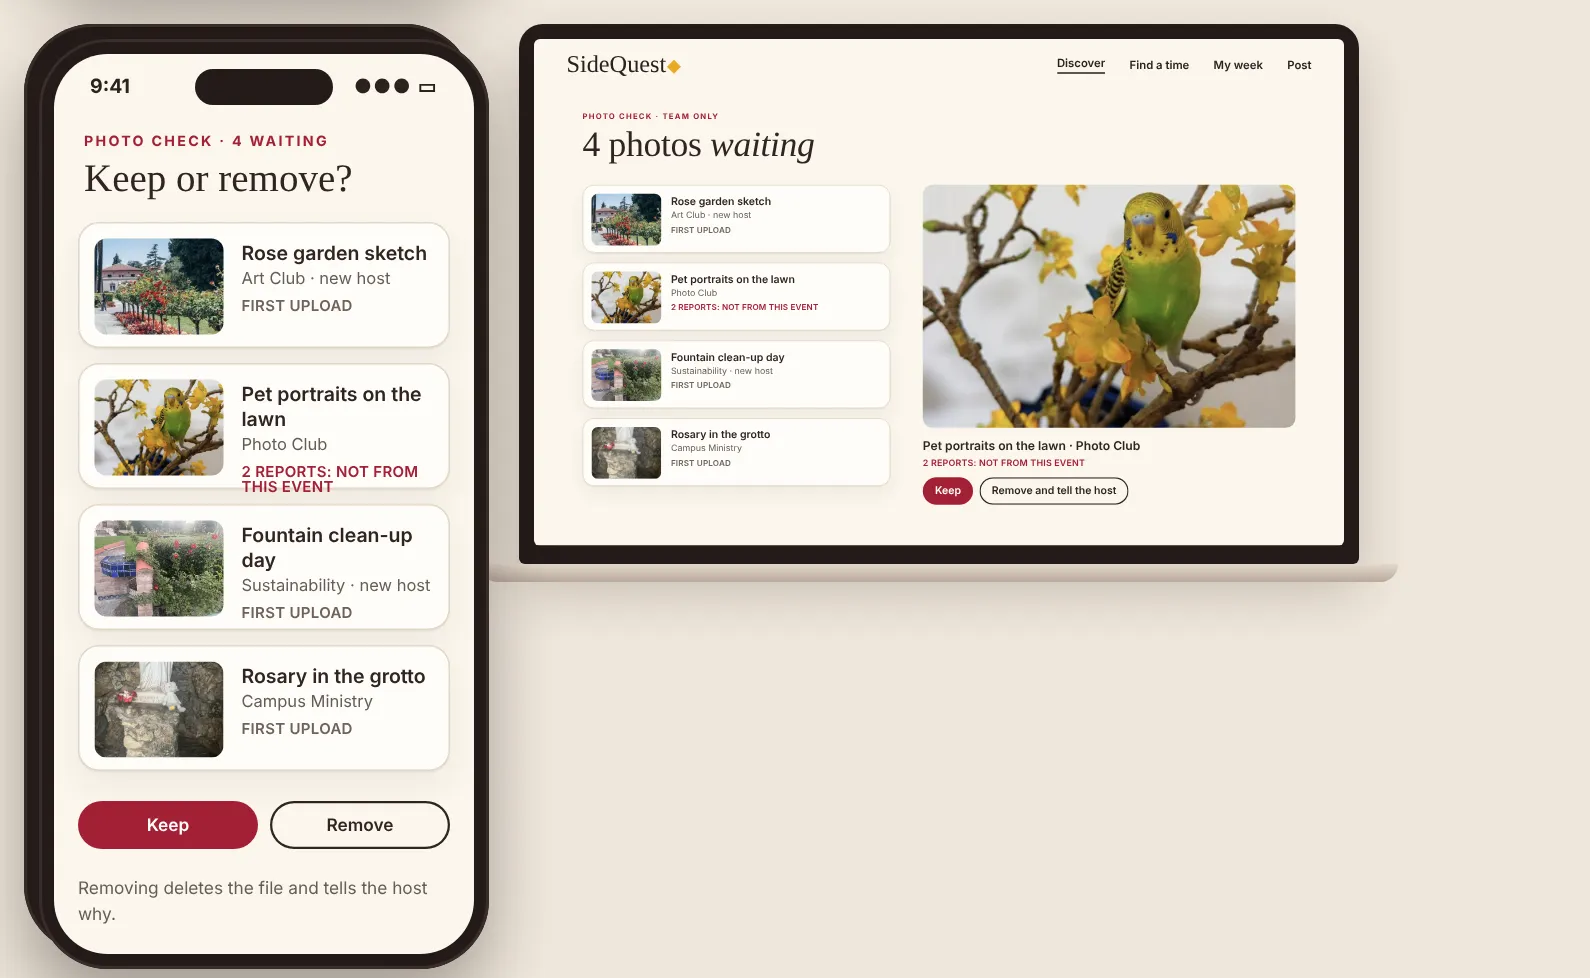 9:41
PHOTO CHECK · 4 WAITING
Keep or remove?
Rose garden sketch
Art Club · new host
FIRST UPLOAD
Pet portraits on the
lawn
Photo Club
2 REPORTS: NOT FROM
THIS EVENT
Fountain clean-up
day
Sustainability · new host
FIRST UPLOAD
Rosary in the grotto
Campus Ministry
FIRST UPLOAD
Keep
Remove
Removing deletes the file and tells the host
why.
SideQuest
Discover
Find a time
My week
Post
PHOTO CHECK · TEAM ONLY
4 photos waiting
Rose garden sketch
Art Club · new host
FIRST UPLOAD
Pet portraits on the lawn
Photo Club
2 REPORTS: NOT FROM THIS EVENT
Fountain clean-up day
Sustainability · new host
FIRST UPLOAD
Rosary in the grotto
Campus Ministry
FIRST UPLOAD
Pet portraits on the lawn · Photo Club
2 REPORTS: NOT FROM THIS EVENT
Keep
Remove and tell the host